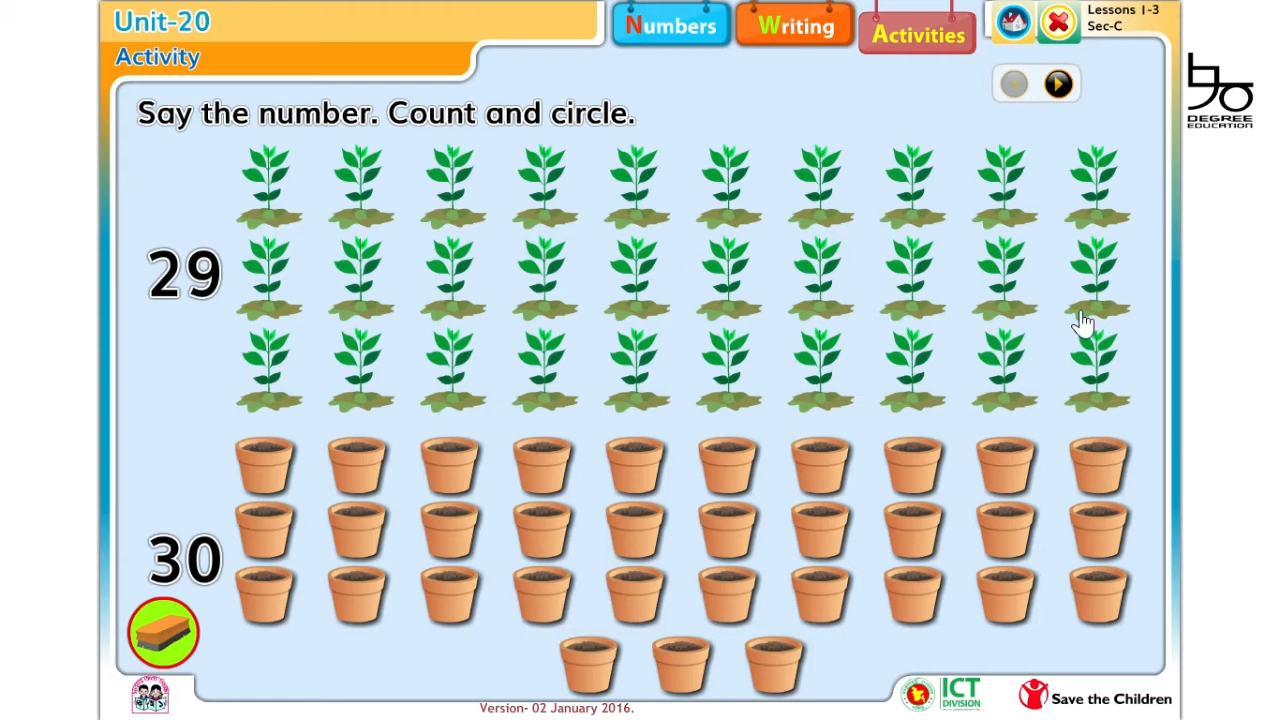 Unit-20
Numbers
Writing
Activities
Lessons 1-3
Sec-C
Activity
Say the number. Count and circle.
DEGREE
EDUCATION
29
30
ICT
DIVISION
Save the Children
Version- 02 January 2016.